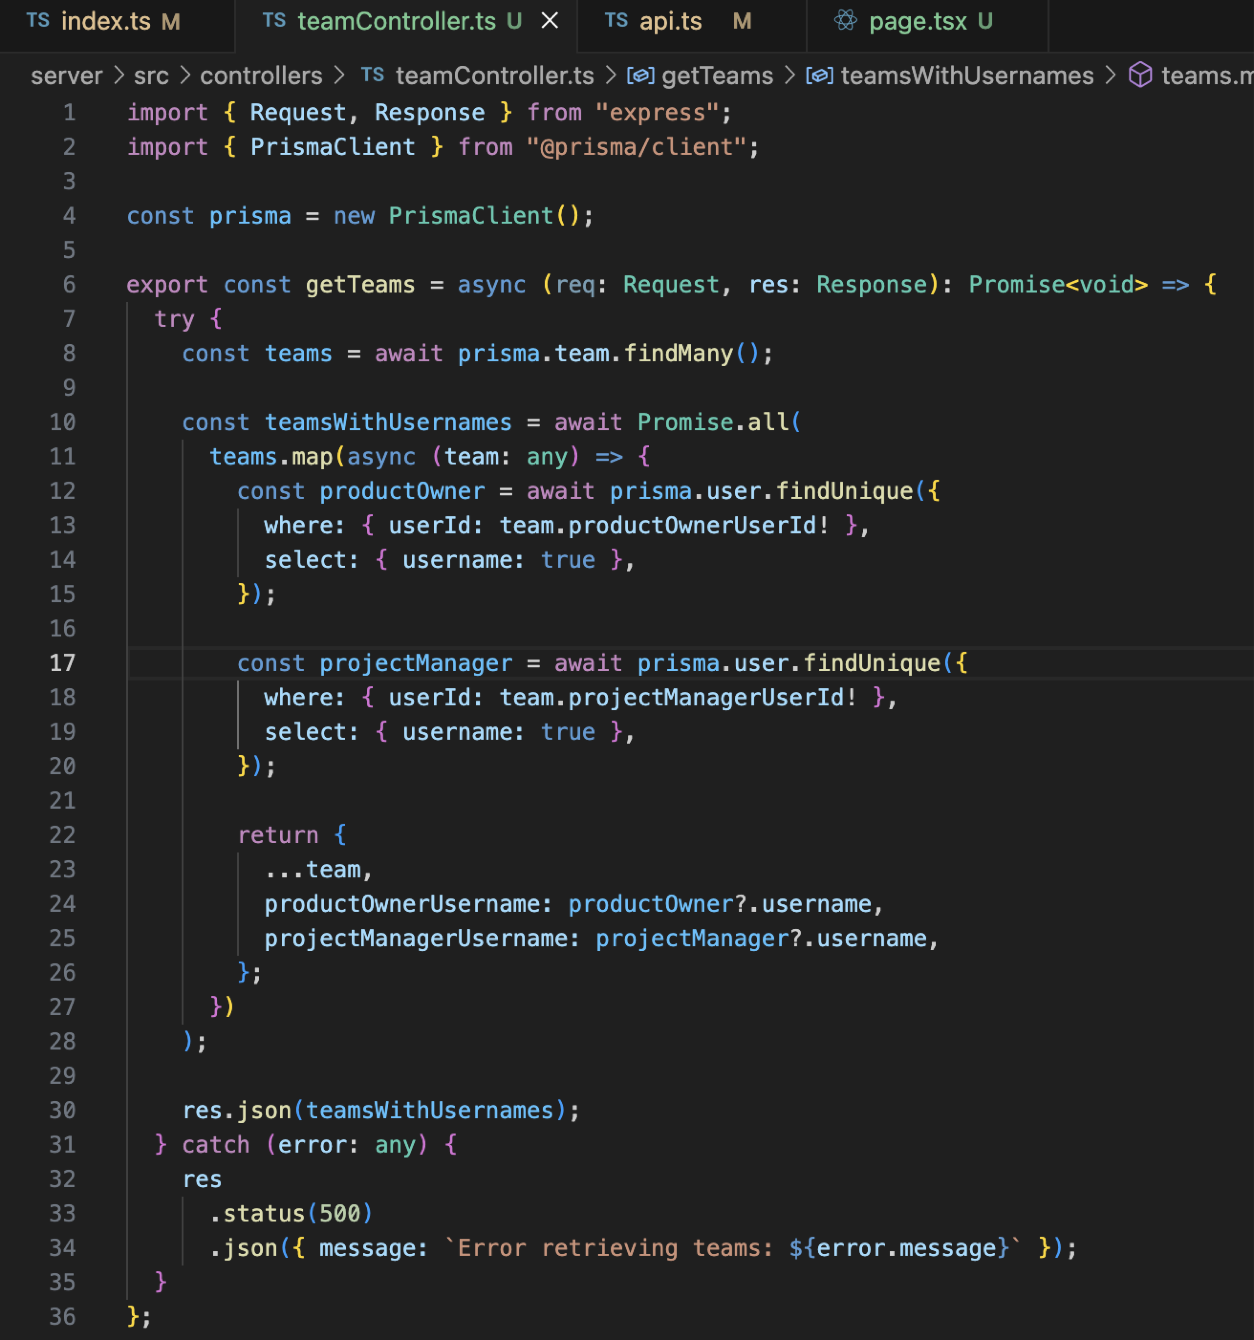 TS index.ts M TS teamController.ts U × TS api.ts M page.tsx U
server > src > controllers > TS teamController.ts > getTeams > teamsWithUsernames > teams.m
1 import { Request, Response } from "express";
2 import { PrismaClient } from "@prisma/client";
3
4 const prisma = new PrismaClient();
5
6 export const getTeams = async (req: Request, res: Response): Promise<void> => {
7   try {
8     const teams = await prisma.team.findMany();
9
10     const teamsWithUsernames = await Promise.all(
11       teams.map(async (team: any) => {
12         const productOwner = await prisma.user.findUnique({
13           where: { userId: team.productOwnerUserId! },
14           select: { username: true },
15         });
16
17         const projectManager = await prisma.user.findUnique({
18           where: { userId: team.projectManagerUserId! },
19           select: { username: true },
20         });
21
22         return {
23           ...team,
24           productOwnerUsername: productOwner?.username,
25           projectManagerUsername: projectManager?.username,
26         };
27       })
28     );
29
30     res.json(teamsWithUsernames);
31   } catch (error: any) {
32     res
33       .status(500)
34       .json({ message: `Error retrieving teams: ${error.message}` });
35   }
36 };